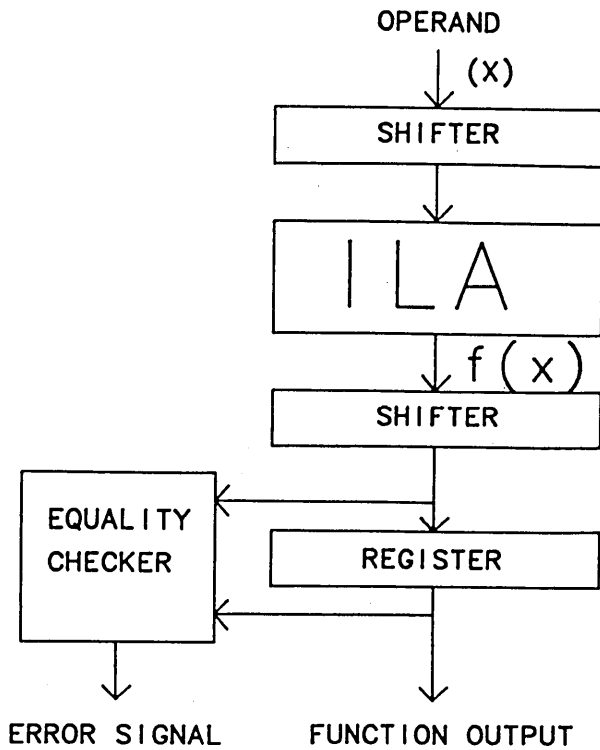 OPERAND
(X)
SHIFTER
ILA
f(x)
SHIFTER
EQUALITY
CHECKER
REGISTER
ERROR SIGNAL
FUNCTION OUTPUT